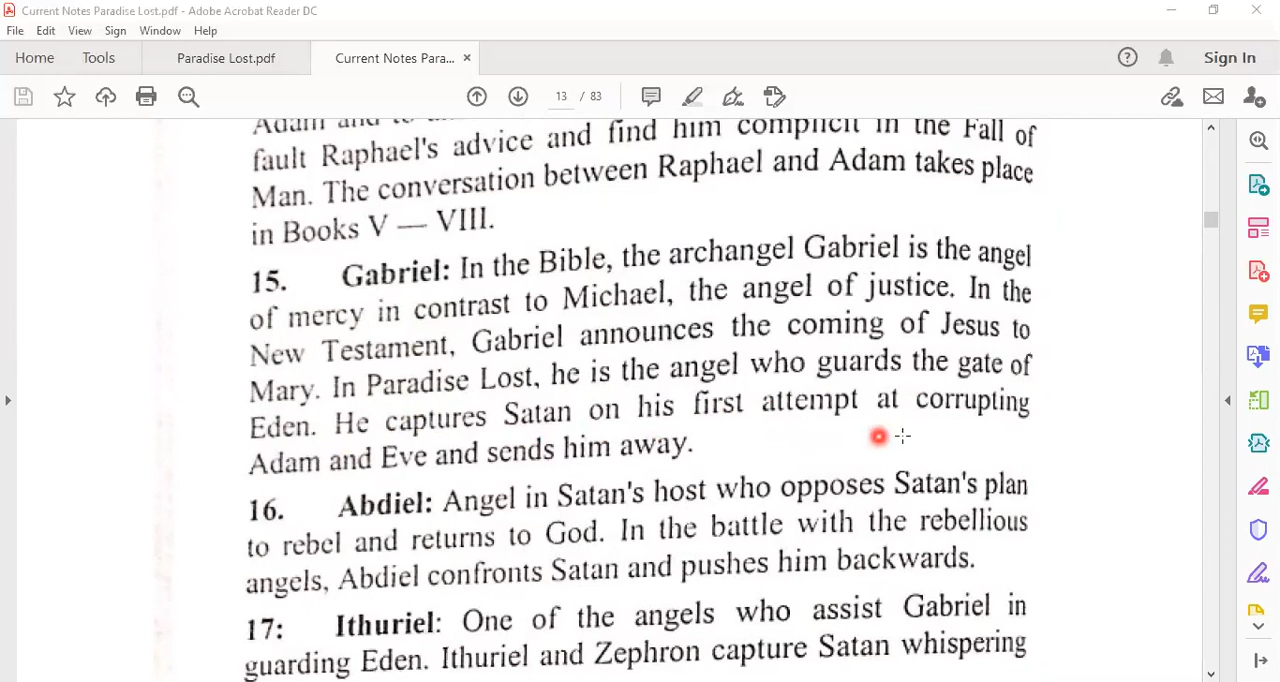 Current Notes Paradise Lost.pdf - Adobe Acrobat Reader DC
File Edit View Sign Window Help
Home Tools Paradise Lost.pdf Current Notes Para... × Sign In
13 / 83
Adam and to
fault Raphael's advice and find him complicit in the Fall of
Man. The conversation between Raphael and Adam takes place
in Books V — VIII.
15. Gabriel: In the Bible, the archangel Gabriel is the angel
of mercy in contrast to Michael, the angel of justice. In the
New Testament, Gabriel announces the coming of Jesus to
Mary. In Paradise Lost, he is the angel who guards the gate of
Eden. He captures Satan on his first attempt at corrupting
Adam and Eve and sends him away.
16. Abdiel: Angel in Satan's host who opposes Satan's plan
to rebel and returns to God. In the battle with the rebellious
angels, Abdiel confronts Satan and pushes him backwards.
17: Ithuriel: One of the angels who assist Gabriel in
guarding Eden. Ithuriel and Zephron capture Satan whispering